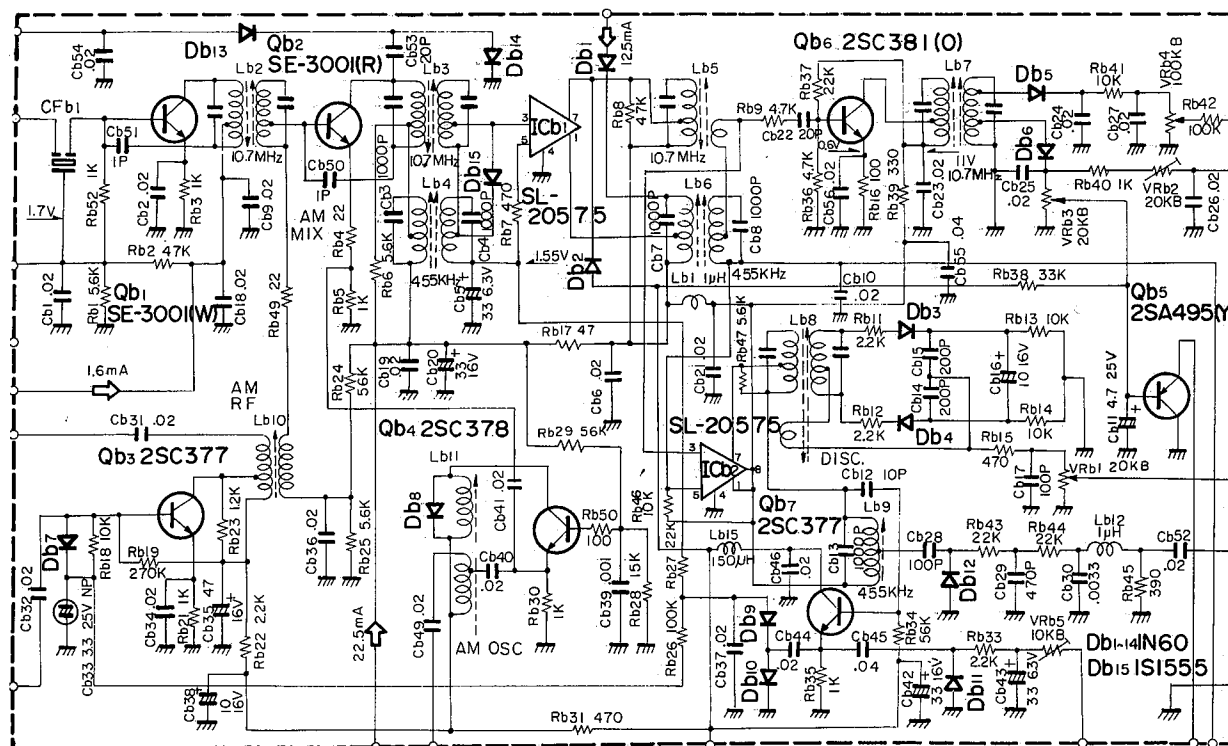 Cb54 .02
Db13
Qb2
SE-3001(R)
Lb2
Cb53 20P
Lb3
Db14
Db1
12.5mA
Lb5
Qb6 2SC381(O)
Rb37 22K
Lb7
Db5
Rb41 10K
VRb4 100KB
Rb42 100K
CFb1
Cb51 1P
10.7MHz
Cb50 1P
1000P
10.7MHz
Db15
ICb1
3
5
4
7
1
Rb8 47K
10.7MHz
Rb9 4.7K
Cb22 20P
0.6V
11V
10.7MHz
Db6
Cb24 .02
Cb27 .02
1.7V
Rb52 1K
Cb2 .02
Rb3 1K
Cb9 .02
AM MIX
Rb4 22
Cb3
Lb4
Cb4 1000P
Rb7 470
SL-20575
Lb6
Cb7 1000P
Cb8 1000P
Rb36 4.7K
Cb56 .02
Rb16 100
Rb39 330
Cb23 .02
Cb25 .02
Rb40 1K
VRb3 20KB
VRb2 20KB
Cb26 .02
Rb2 47K
Cb1 .02
Rb1 5.6K
Qb1
SE-3001(W)
Cb18 .02
Rb49 22
Rb5 1K
Rb6 5.6K
455KHz
Cb5 33 6.3V
1.55V
Db2
Lb1 1μH
455KHz
Cb10 .02
Cb55 .04
Rb38 33K
Qb5
2SA495(Y
1.6mA
AM RF
Rb24 56K
Cb19 .02
Cb20 33 16V
Rb17 47
Cb6 .02
Cb21 .02
Rb47 5.6K
Lb8
Rb11 2.2K
Db3
Cb15 200P
Cb14 200P
Cb16 10 16V
Rb13 10K
Rb14 10K
Rb12 2.2K
Db4
Cb11 4.7 25V
Cb31 .02
Lb10
Qb3 2SC377
Qb4 2SC378
Rb29 56K
SL-20575
ICb2
3
5
4
7
1
8
DISC.
Rb15 470
Cb17 100P
VRb1 20KB
Cb12 10P
Lb11
Db8
Cb41 .02
Rb50 100
Rb46 10K
Qb7
2SC377
Lb9
Db7
Rb18 10K
Rb23 1.2K
Rb19 270K
Cb36 .02
Rb25 5.6K
Cb40 .02
22K
Rb27
Lb15 150μH
Cb46 .02
Cb13 1000P
455KHz
Cb28 100P
Db12
Rb43 22K
Cb29 470P
Rb44 22K
Cb30 .0033
Lb12 1μH
Rb45 390
Cb52 .02
Cb32 .02
Cb33 33 25V NP
Cb34 .02
Rb21 1K
Cb35 47 16V
Rb22 2.2K
22.5mA
Cb49 .02
AM OSC
Rb30 1K
Cb39 .001
Rb28 15K
Rb26 100K
Cb37 .02
Db9
Db10
Cb44 .02
Rb35 1K
Cb45 .04
Rb34 56K
Cb42 33 16V
Db11
Rb33 2.2K
Cb43 33 6.3V
VRb5 10KB
Db1~14 1N60
Db15 1S1555
Cb38 10 16V
Rb31 470